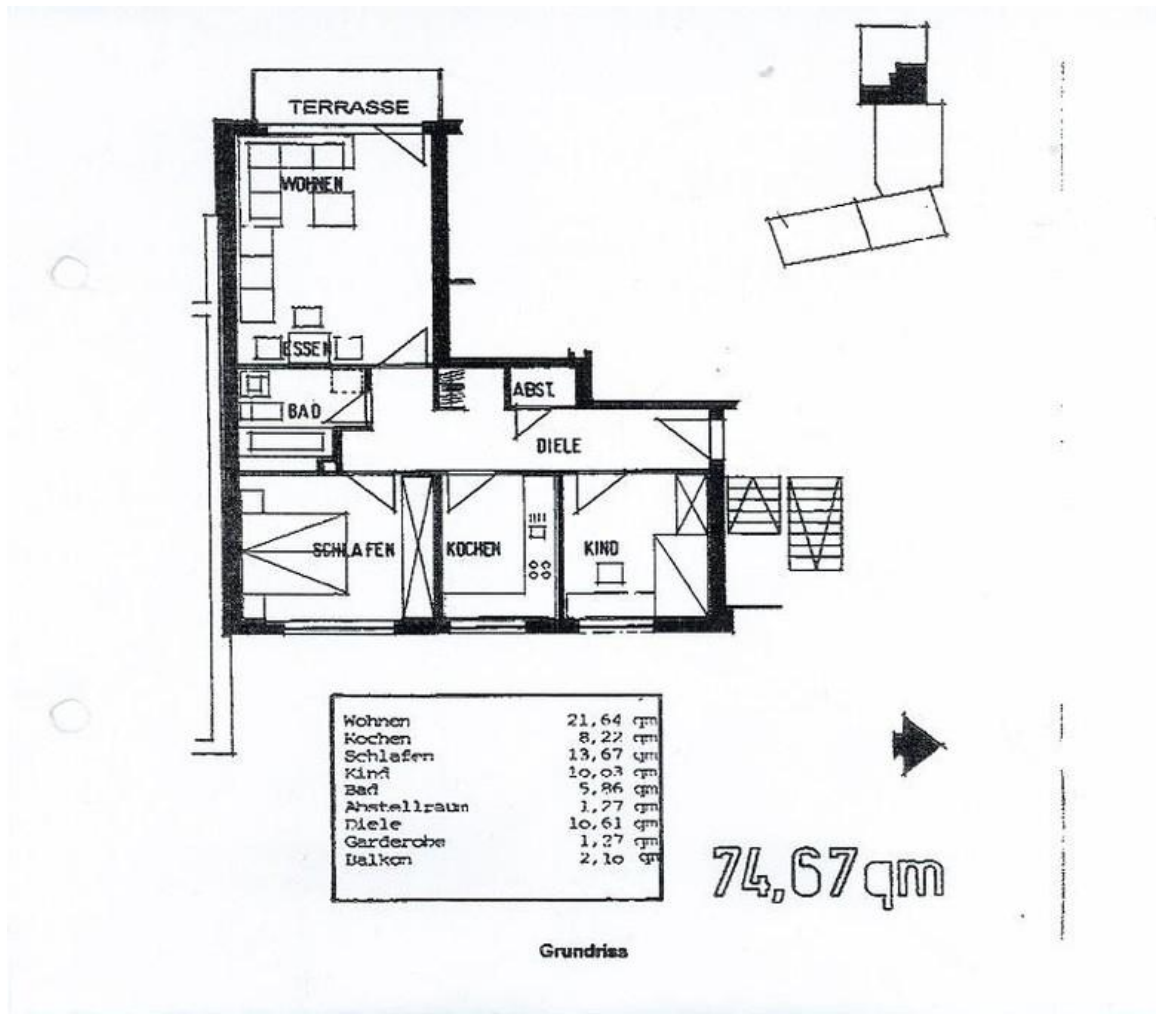 TERRASSE
WOHNEN
ESSEN
BAD
ABST.
DIELE
SCHLAFEN
KOCHEN
KIND
Wohnen 21,64 qm
Kochen 8,22 qm
Schlafen 13,67 qm
Kind 10,03 qm
Bad 5,86 qm
Abstellraum 1,27 qm
Diele 10,61 qm
Garderobe 1,27 qm
Balkon 2,10 qm
74,67qm
Grundriss